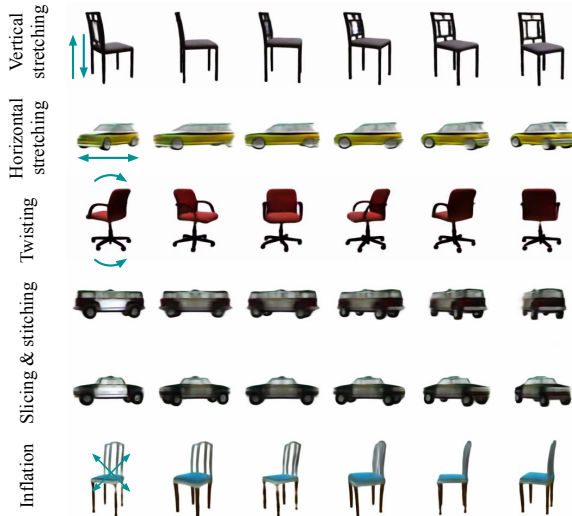 Vertical
stretching
Horizontal
stretching
Twisting
Slicing & stitching
Inflation